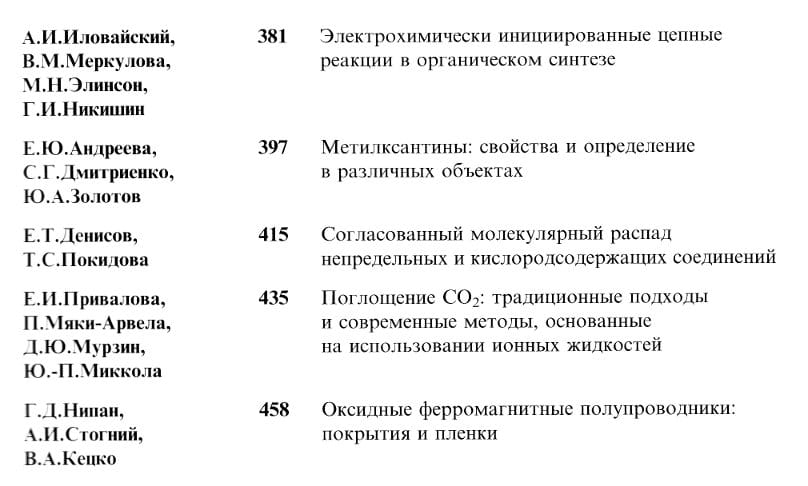 А.И.Иловайский, 381 Электрохимически инициированные цепные
В.М.Меркулова, реакции в органическом синтезе
М.Н.Элинсон,
Г.И.Никишин
Е.Ю.Андреева, 397 Метилксантины: свойства и определение
С.Г.Дмитриенко, в различных объектах
Ю.А.Золотов
Е.Т.Денисов, 415 Согласованный молекулярный распад
Т.С.Покидова непредельных и кислородсодержащих соединений
Е.И.Привалова, 435 Поглощение CO₂: традиционные подходы
П.Мяки-Арвела, и современные методы, основанные
Д.Ю.Мурзин, на использовании ионных жидкостей
Ю.-П.Миккола
Г.Д.Нипан, 458 Оксидные ферромагнитные полупроводники:
А.И.Стогний, покрытия и пленки
В.А.Кецко